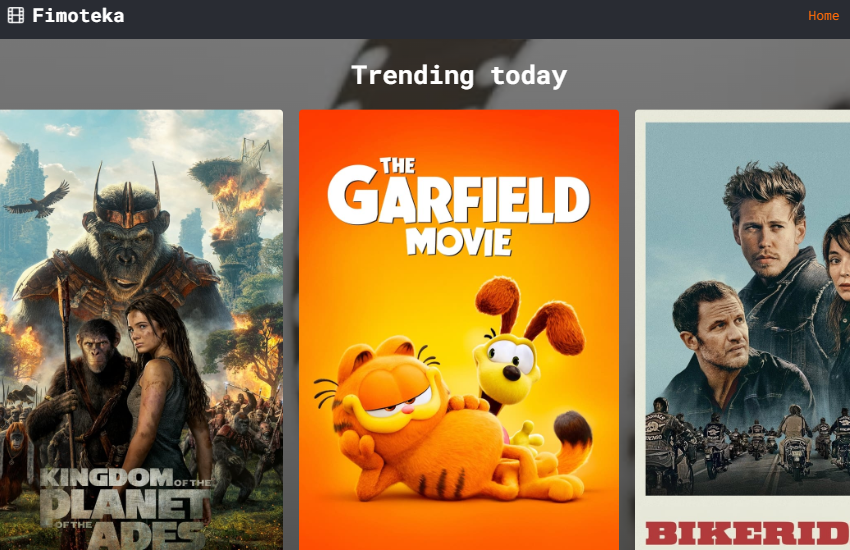 Fimoteka
Home
Trending today
KINGDOM OF THE
PLANET
OF THE APES
THE
GARFIELD
MOVIE
BIKERID